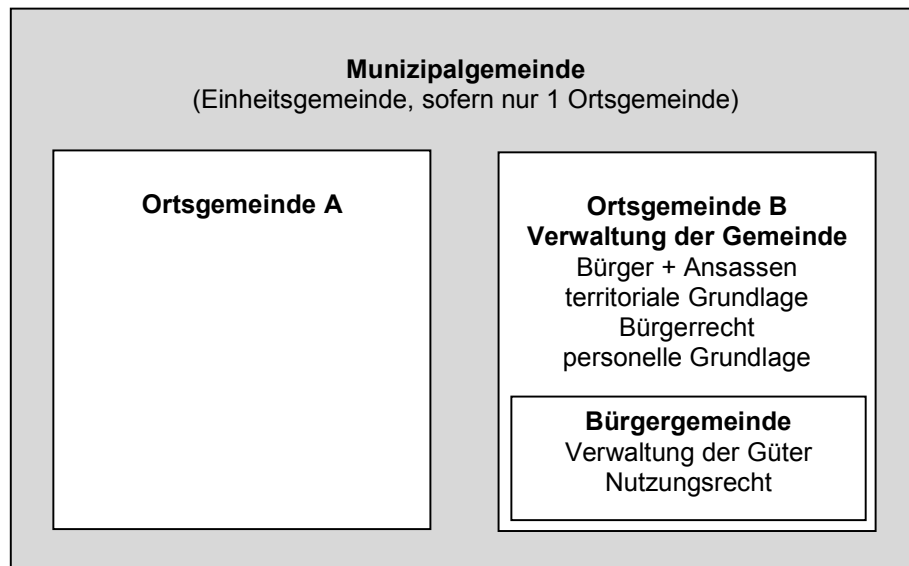 Munizipalgemeinde
(Einheitsgemeinde, sofern nur 1 Ortsgemeinde)
Ortsgemeinde A
Ortsgemeinde B
Verwaltung der Gemeinde
Bürger + Ansassen
territoriale Grundlage
Bürgerrecht
personelle Grundlage
Bürgergemeinde
Verwaltung der Güter
Nutzungsrecht